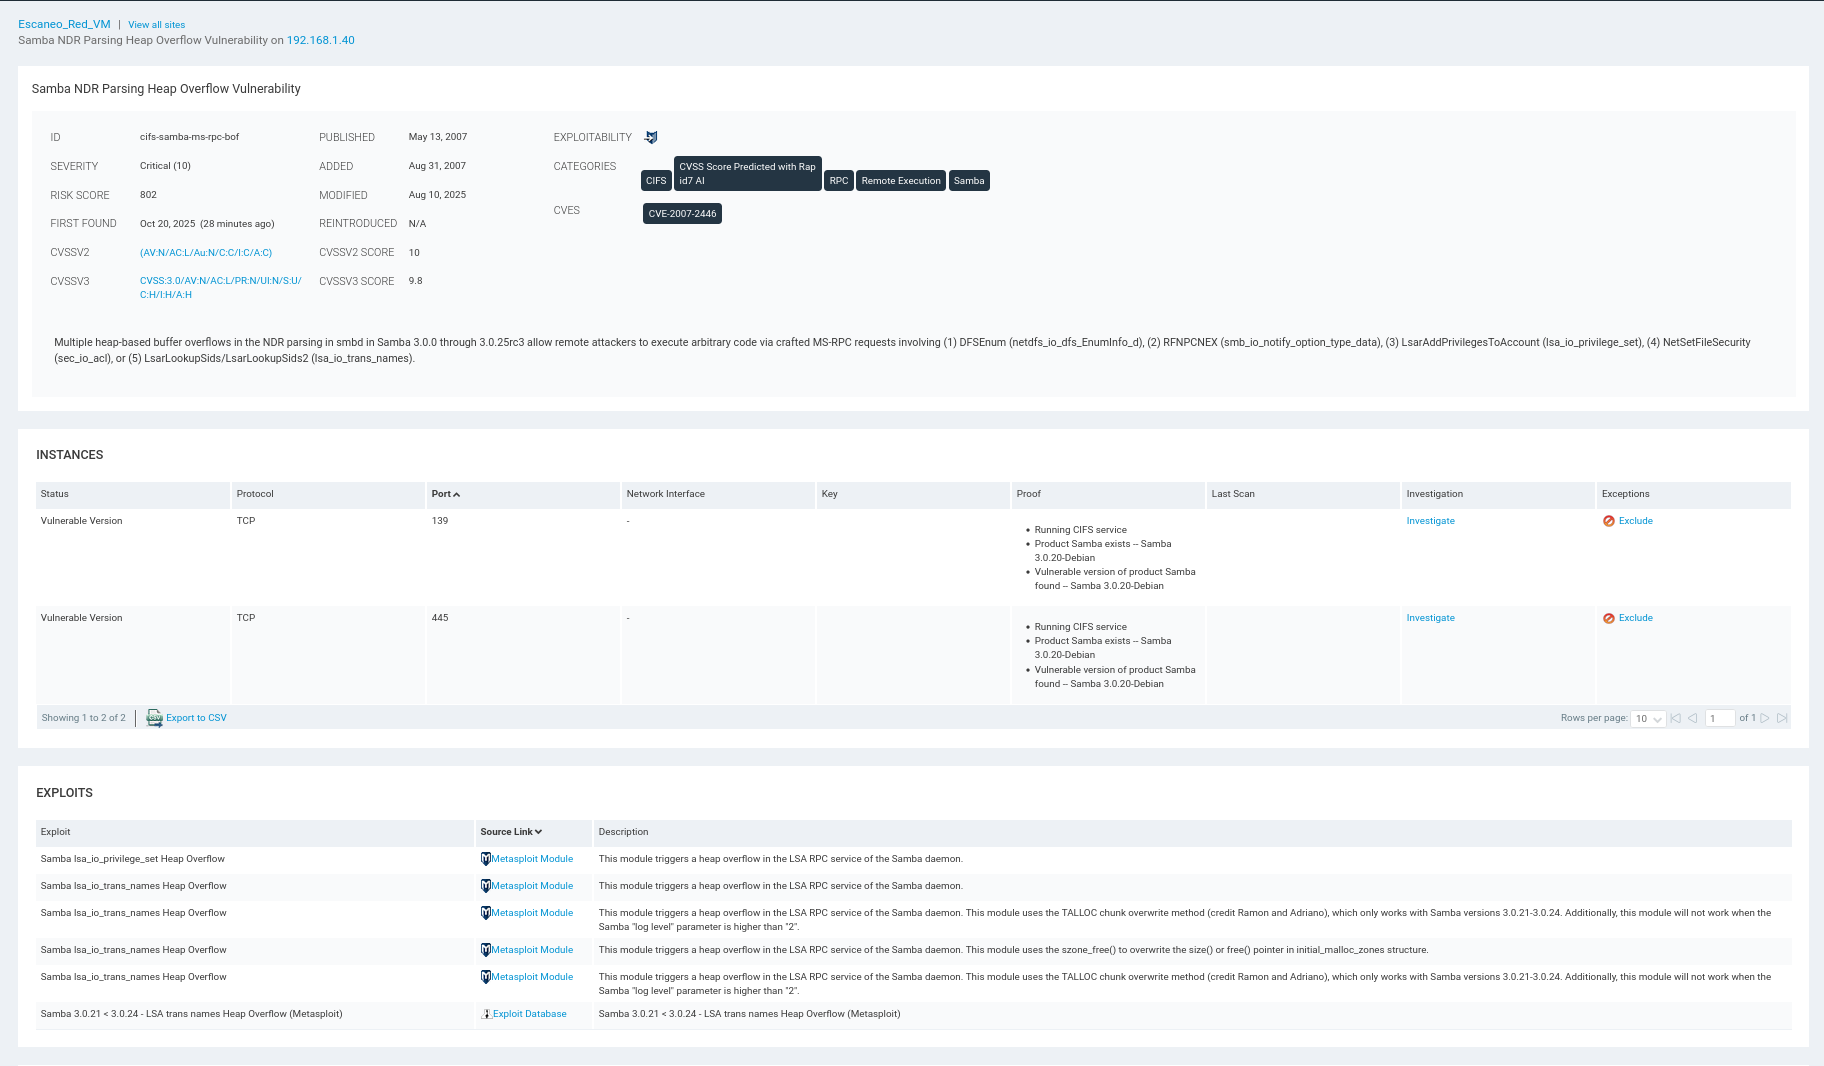 Escaneo_Red_VM | View all sites
Samba NDR Parsing Heap Overflow Vulnerability on 192.168.1.40
Samba NDR Parsing Heap Overflow Vulnerability
ID cifs-samba-ms-rpc-bof PUBLISHED May 13, 2007 EXPLOITABILITY
SEVERITY Critical (10) ADDED Aug 31, 2007 CATEGORIES CIFS CVSS Score Predicted with Rap
id7 AI RPC Remote Execution Samba
RISK SCORE 802 MODIFIED Aug 10, 2025
CVES CVE-2007-2446
FIRST FOUND Oct 20, 2025 (28 minutes ago) REINTRODUCED N/A
CVSSV2 (AV:N/AC:L/Au:N/C:C/I:C/A:C) CVSSV2 SCORE 10
CVSSV3 CVSS:3.0/AV:N/AC:L/PR:N/UI:N/S:U/ CVSSV3 SCORE 9.8
C:H/I:H/A:H
Multiple heap-based buffer overflows in the NDR parsing in smbd in Samba 3.0.0 through 3.0.25rc3 allow remote attackers to execute arbitrary code via crafted MS-RPC requests involving (1) DFSEnum (netdfs_io_dfs_EnumInfo_d), (2) RFNPCNEX (smb_io_notify_option_type_data), (3) LsarAddPrivilegesToAccount (lsa_io_privilege_set), (4) NetSetFileSecurity
(sec_io_acl), or (5) LsarLookupSids/LsarLookupSids2 (lsa_io_trans_names).
INSTANCES
Status Protocol Port Network Interface Key Proof Last Scan Investigation Exceptions
Vulnerable Version TCP 139 - Investigate Exclude
• Running CIFS service
• Product Samba exists -- Samba
3.0.20-Debian
• Vulnerable version of product Samba
found -- Samba 3.0.20-Debian
Vulnerable Version TCP 445 - Investigate Exclude
• Running CIFS service
• Product Samba exists -- Samba
3.0.20-Debian
• Vulnerable version of product Samba
found -- Samba 3.0.20-Debian
Showing 1 to 2 of 2 | Export to CSV Rows per page: 10 1 of 1
EXPLOITS
Exploit Source Link Description
Samba lsa_io_privilege_set Heap Overflow Metasploit Module This module triggers a heap overflow in the LSA RPC service of the Samba daemon.
Samba lsa_io_trans_names Heap Overflow Metasploit Module This module triggers a heap overflow in the LSA RPC service of the Samba daemon.
Samba lsa_io_trans_names Heap Overflow Metasploit Module This module triggers a heap overflow in the LSA RPC service of the Samba daemon. This module uses the TALLOC chunk overwrite method (credit Ramon and Adriano), which only works with Samba versions 3.0.21-3.0.24. Additionally, this module will not work when the
Samba "log level" parameter is higher than "2".
Samba lsa_io_trans_names Heap Overflow Metasploit Module This module triggers a heap overflow in the LSA RPC service of the Samba daemon. This module uses the szone_free() to overwrite the size() or free() pointer in initial_malloc_zones structure.
Samba lsa_io_trans_names Heap Overflow Metasploit Module This module triggers a heap overflow in the LSA RPC service of the Samba daemon. This module uses the TALLOC chunk overwrite method (credit Ramon and Adriano), which only works with Samba versions 3.0.21-3.0.24. Additionally, this module will not work when the
Samba "log level" parameter is higher than "2".
Samba 3.0.21 < 3.0.24 - LSA trans names Heap Overflow (Metasploit) Exploit Database Samba 3.0.21 < 3.0.24 - LSA trans names Heap Overflow (Metasploit)